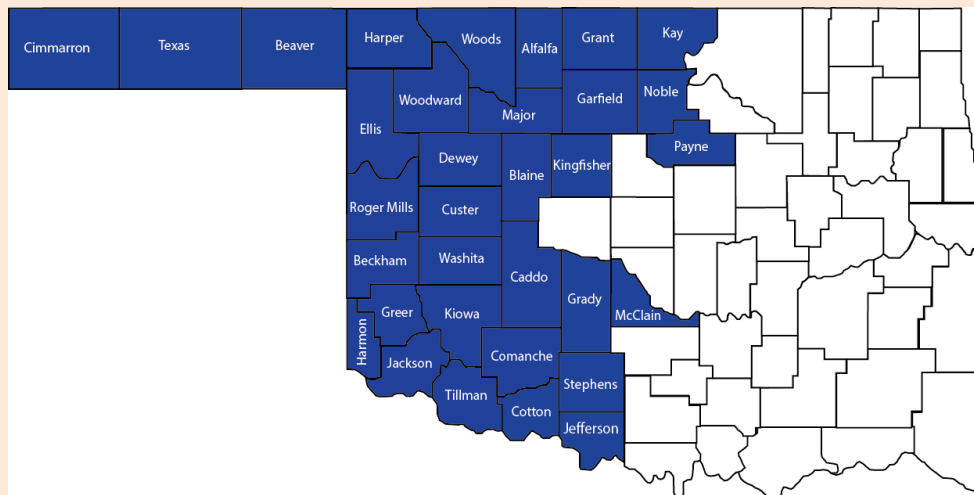 Cimmarron
Texas
Beaver
Harper
Woods
Alfalfa
Grant
Kay
Woodward
Major
Garfield
Noble
Ellis
Dewey
Blaine
Kingfisher
Payne
Roger Mills
Custer
Beckham
Washita
Caddo
Grady
McClain
Greer
Kiowa
Harmon
Jackson
Comanche
Tillman
Stephens
Cotton
Jefferson